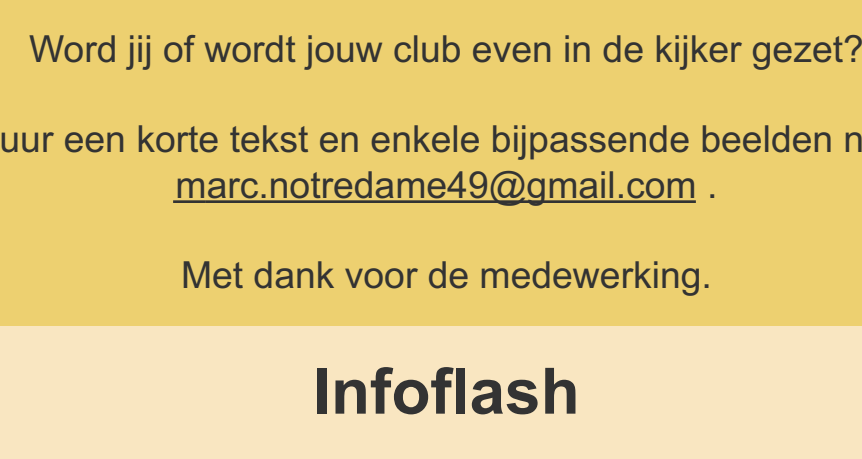 Word jij of wordt jouw club even in de kijker gezet?
uur een korte tekst en enkele bijpassende beelden n
marc.notredame49@gmail.com .
Met dank voor de medewerking.
Infoflash